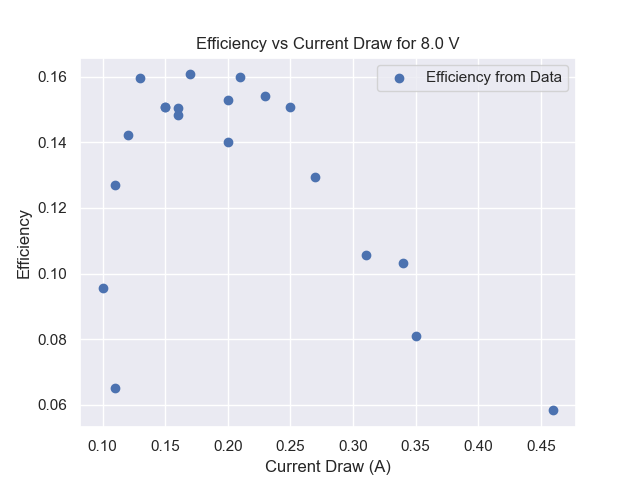 Efficiency vs Current Draw for 8.0 V
Efficiency from Data
0.16
0.14
0.12
0.10
0.08
0.06
Efficiency
0.10 0.15 0.20 0.25 0.30 0.35 0.40 0.45
Current Draw (A)